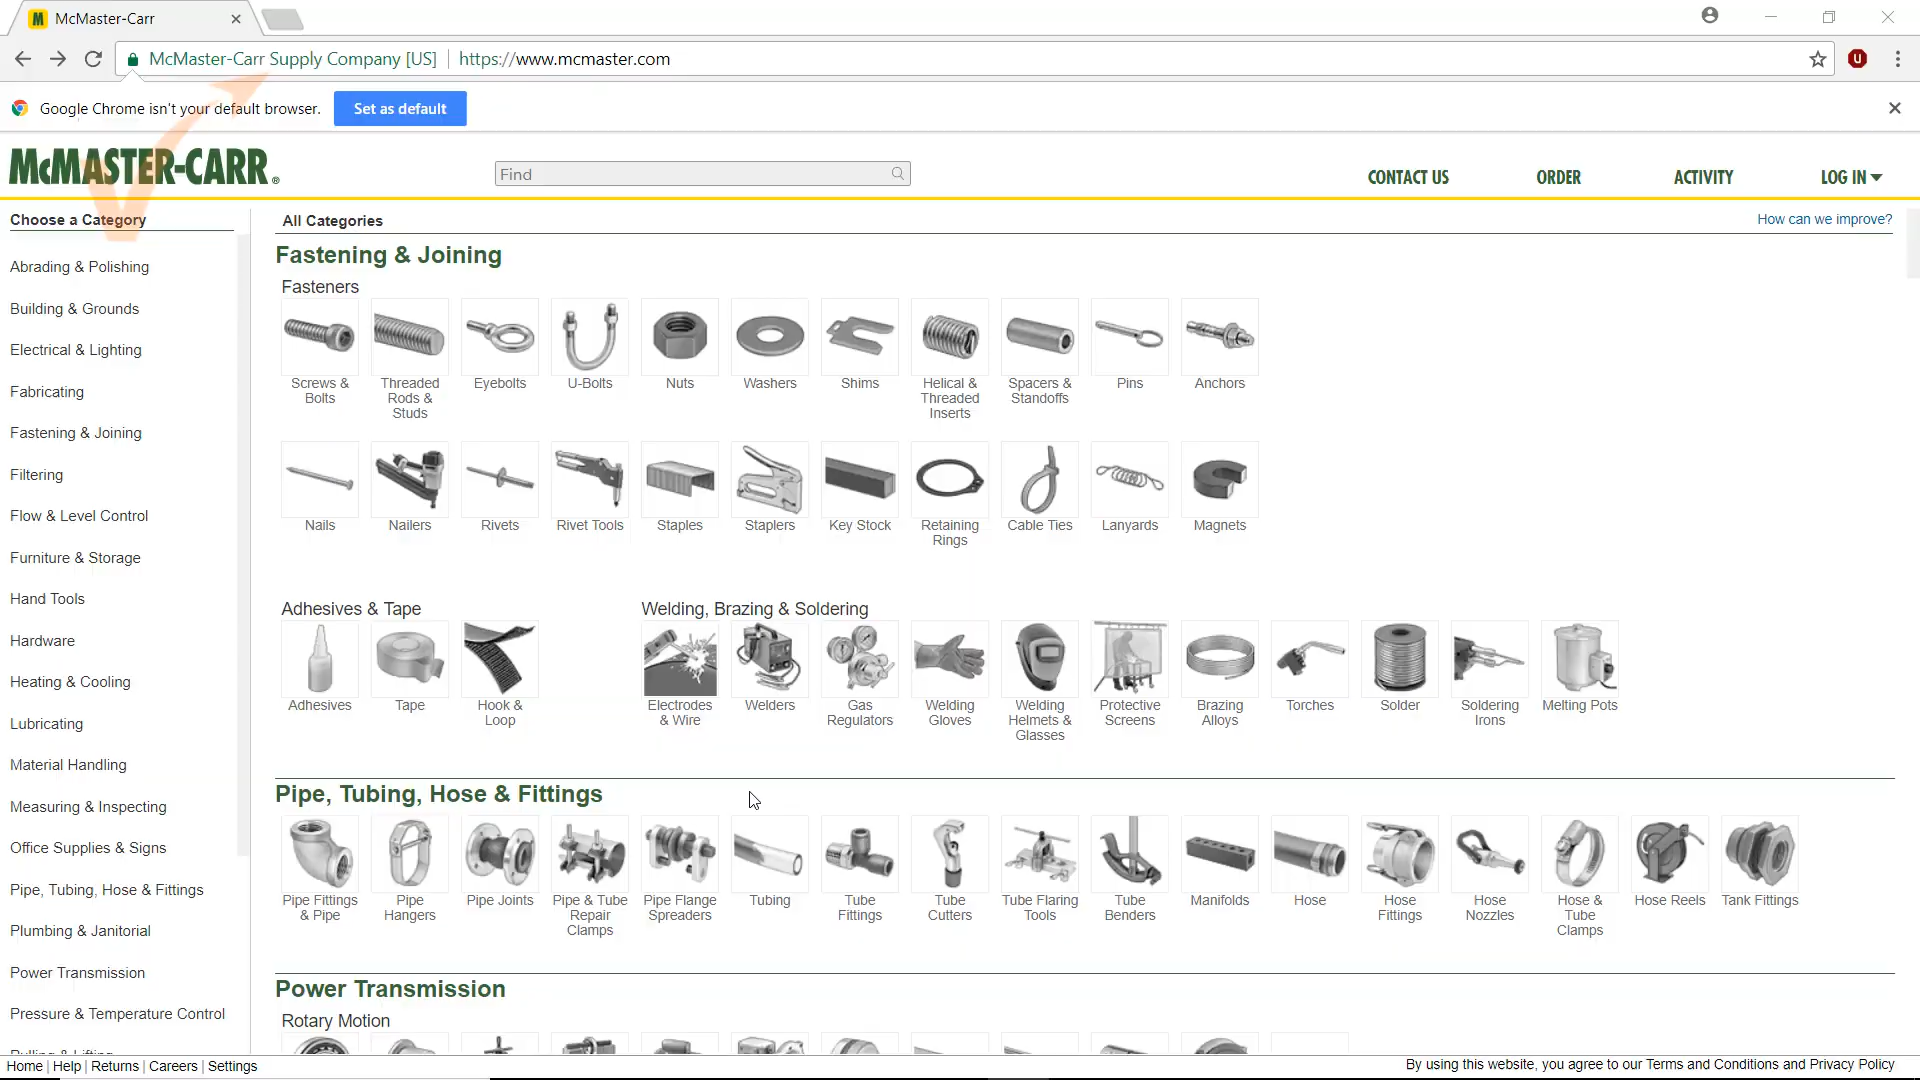 McMaster-Carr
McMaster-Carr Supply Company [US] | https://www.mcmaster.com
Google Chrome isn't your default browser. Set as default
McMASTER-CARR®
Find
CONTACT US ORDER ACTIVITY LOG IN
Choose a Category
Abrading & Polishing
Building & Grounds
Electrical & Lighting
Fabricating
Fastening & Joining
Filtering
Flow & Level Control
Furniture & Storage
Hand Tools
Hardware
Heating & Cooling
Lubricating
Material Handling
Measuring & Inspecting
Office Supplies & Signs
Pipe, Tubing, Hose & Fittings
Plumbing & Janitorial
Power Transmission
Pressure & Temperature Control
All Categories
How can we improve?
Fastening & Joining
Fasteners
Screws &
Bolts
Threaded
Rods &
Studs
Eyebolts
U-Bolts
Nuts
Washers
Shims
Helical &
Threaded
Inserts
Spacers &
Standoffs
Pins
Anchors
Nails
Nailers
Rivets
Rivet Tools
Staples
Staplers
Key Stock
Retaining
Rings
Cable Ties
Lanyards
Magnets
Adhesives & Tape
Adhesives
Tape
Hook &
Loop
Welding, Brazing & Soldering
Electrodes
& Wire
Welders
Gas
Regulators
Welding
Gloves
Welding
Helmets &
Glasses
Protective
Screens
Brazing
Alloys
Torches
Solder
Soldering
Irons
Melting Pots
Pipe, Tubing, Hose & Fittings
Pipe Fittings
& Pipe
Pipe
Hangers
Pipe Joints
Pipe & Tube
Repair
Clamps
Pipe Flange
Spreaders
Tubing
Tube
Fittings
Tube
Cutters
Tube Flaring
Tools
Tube
Benders
Manifolds
Hose
Hose
Fittings
Hose
Nozzles
Hose &
Tube
Clamps
Hose Reels
Tank Fittings
Power Transmission
Rotary Motion
Home | Help | Returns | Careers | Settings
By using this website, you agree to our Terms and Conditions and Privacy Policy